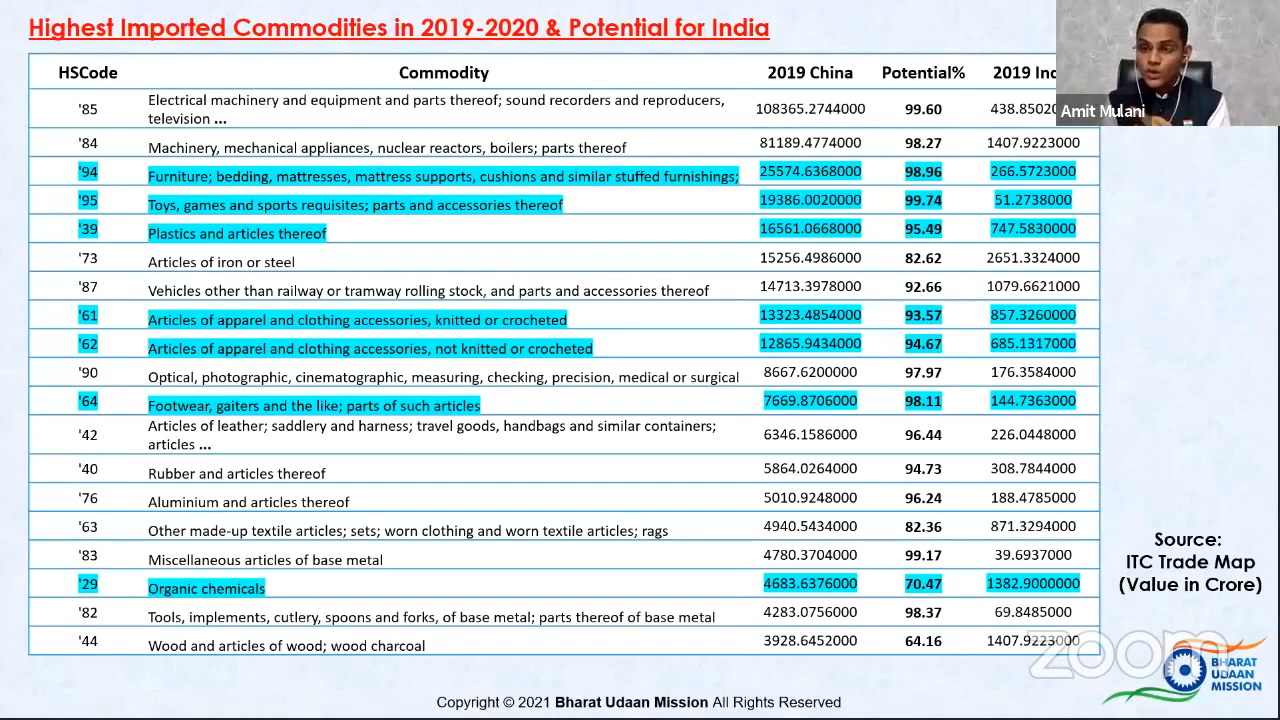 Highest Imported Commodities in 2019-2020 & Potential for India
HSCode Commodity 2019 China Potential% 2019
Amit Mulani
'85 Electrical machinery and equipment and parts thereof; sound recorders and reproducers, 108365.2744000 99.60
television ...
'84 Machinery, mechanical appliances, nuclear reactors, boilers; parts thereof 81189.4774000 98.27 1407.9223000
'94 Furniture; bedding, mattresses, mattress supports, cushions and similar stuffed furnishings; 25574.6368000 98.96 266.5723000
'95 Toys, games and sports requisites; parts and accessories thereof 19386.0020000 99.74 51.2738000
'39 Plastics and articles thereof 16561.0668000 95.49 747.5830000
'73 Articles of iron or steel 15256.4986000 82.62 2651.3324000
'87 Vehicles other than railway or tramway rolling stock, and parts and accessories thereof 14713.3978000 92.66 1079.6621000
'61 Articles of apparel and clothing accessories, knitted or crocheted 13323.4854000 93.57 857.3260000
'62 Articles of apparel and clothing accessories, not knitted or crocheted 12865.9434000 94.67 685.1317000
'90 Optical, photographic, cinematographic, measuring, checking, precision, medical or surgical 8667.6200000 97.97 176.3584000
'64 Footwear, gaiters and the like; parts of such articles 7669.8706000 98.11 144.7363000
'42 Articles of leather; saddlery and harness; travel goods, handbags and similar containers; 6346.1586000 96.44 226.0448000
articles ...
'40 Rubber and articles thereof 5864.0264000 94.73 308.7844000
'76 Aluminium and articles thereof 5010.9248000 96.24 188.4785000
'63 Other made-up textile articles; sets; worn clothing and worn textile articles; rags 4940.5434000 82.36 871.3294000
'83 Miscellaneous articles of base metal 4780.3704000 99.17 39.6937000
'29 Organic chemicals 4683.6376000 70.47 1382.9000000
'82 Tools, implements, cutlery, spoons and forks, of base metal; parts thereof of base metal 4283.0756000 98.37 69.8485000
'44 Wood and articles of wood; wood charcoal 3928.6452000 64.16 1407.9223000
Source:
ITC Trade Map
(Value in Crore)
zoom
BHARAT
UDAAN
MISSION
Copyright © 2021 Bharat Udaan Mission All Rights Reserved